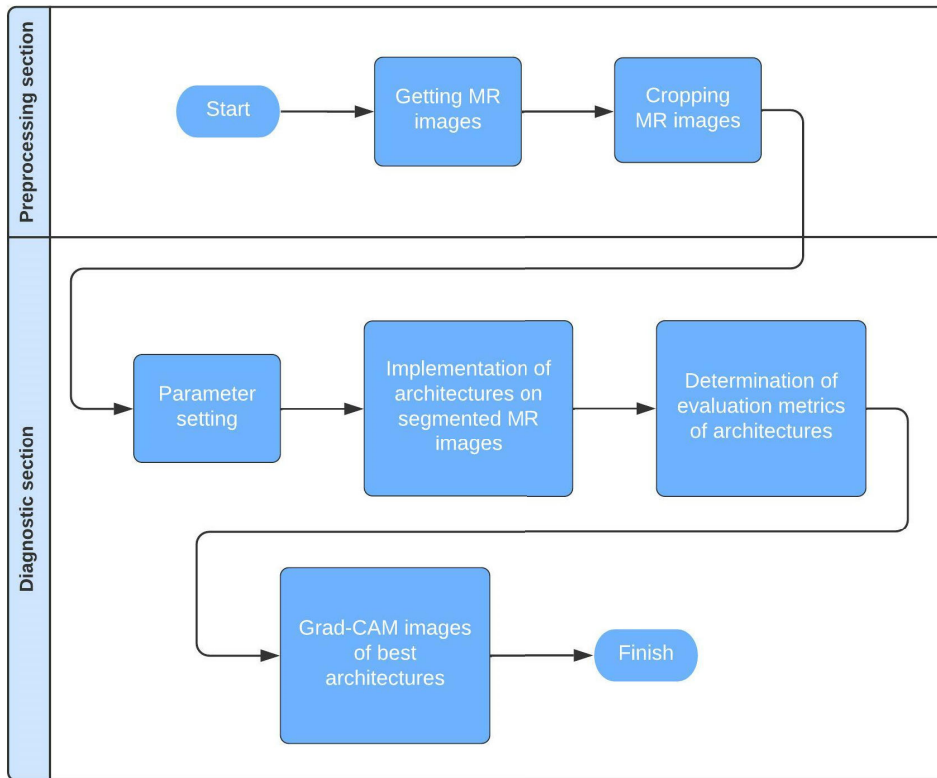 Preprocessing section
Start
Getting MR
images
Cropping
MR images
Diagnostic section
Parameter
setting
Implementation of
architectures on
segmented MR
images
Determination of
evaluation metrics
of architectures
Grad-CAM images
of best
architectures
Finish